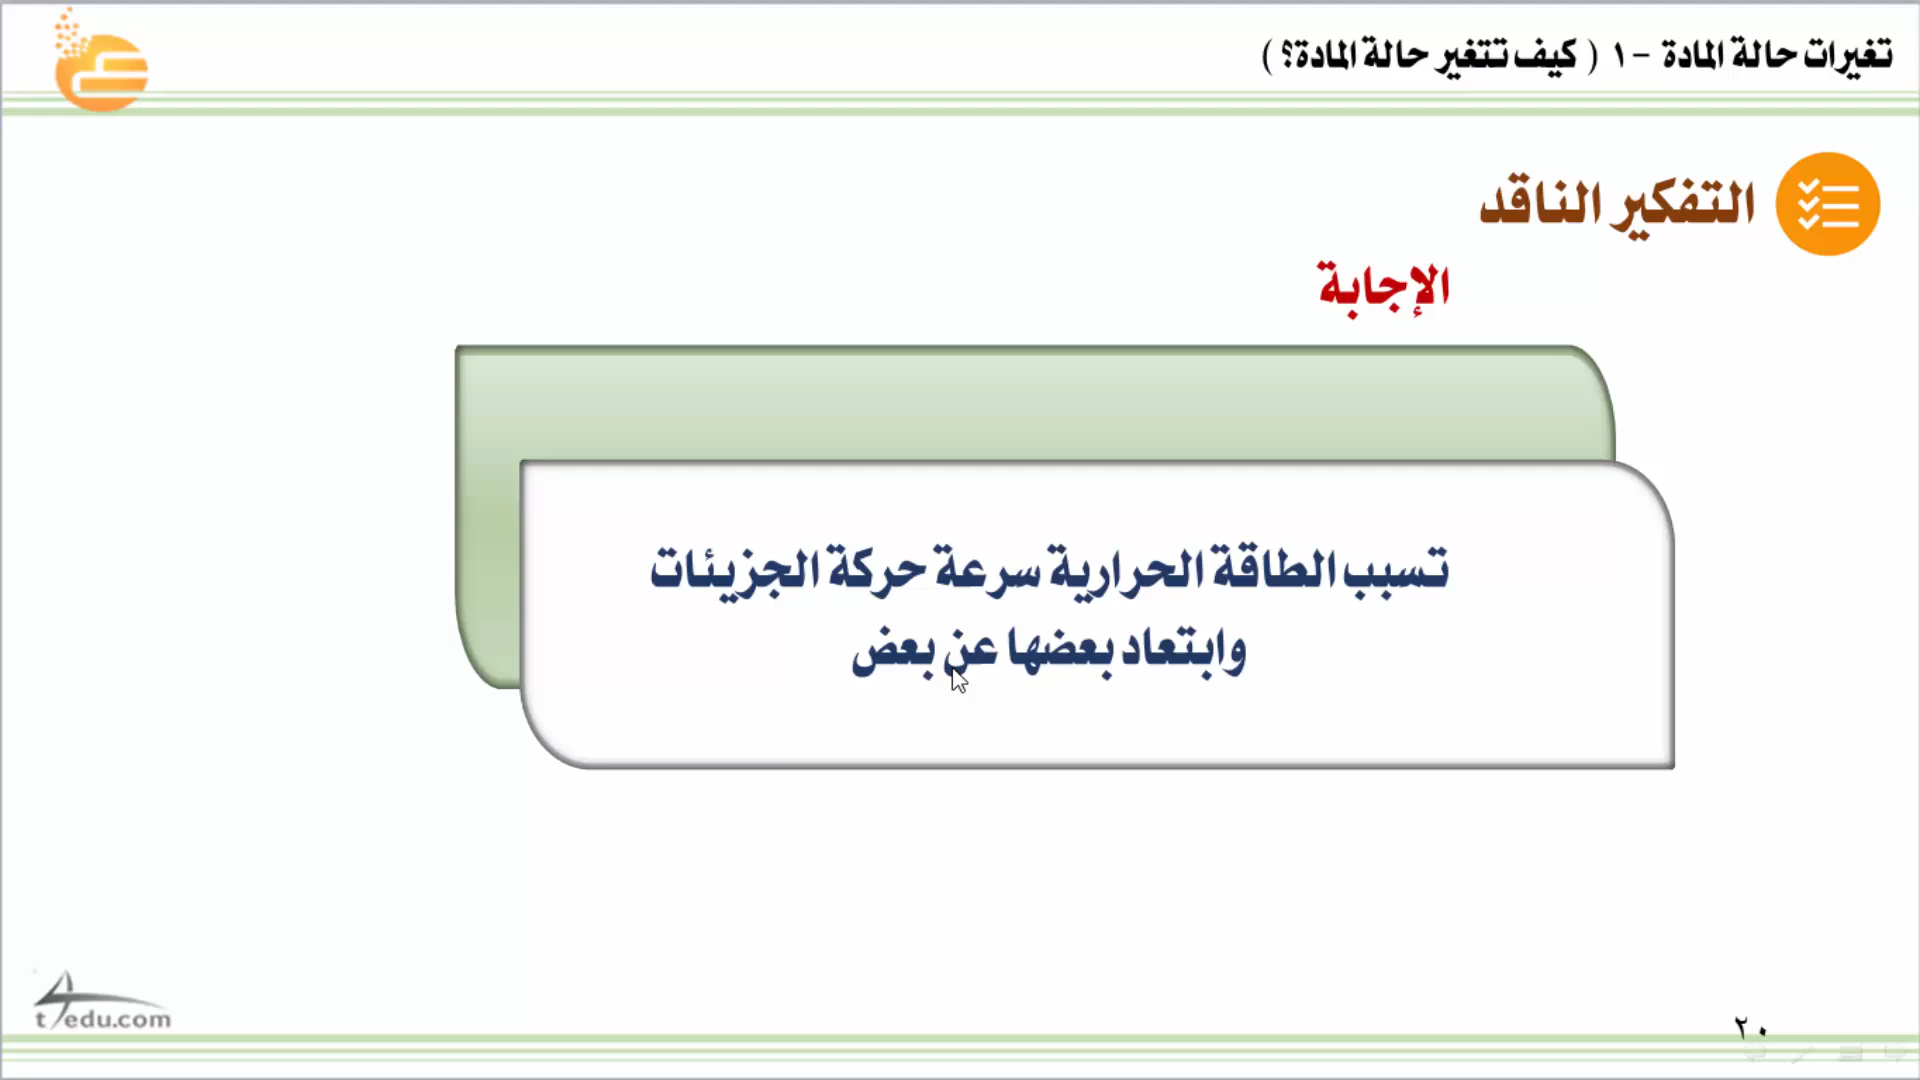 تغيرات حالة المادة - ١ ( كيف تتغير حالة المادة؟ )
التفكير الناقد
الإجابة
تسبب الطاقة الحرارية سرعة حركة الجزيئات
وابتعاد بعضها عن بعض
t4edu.com
٢٠